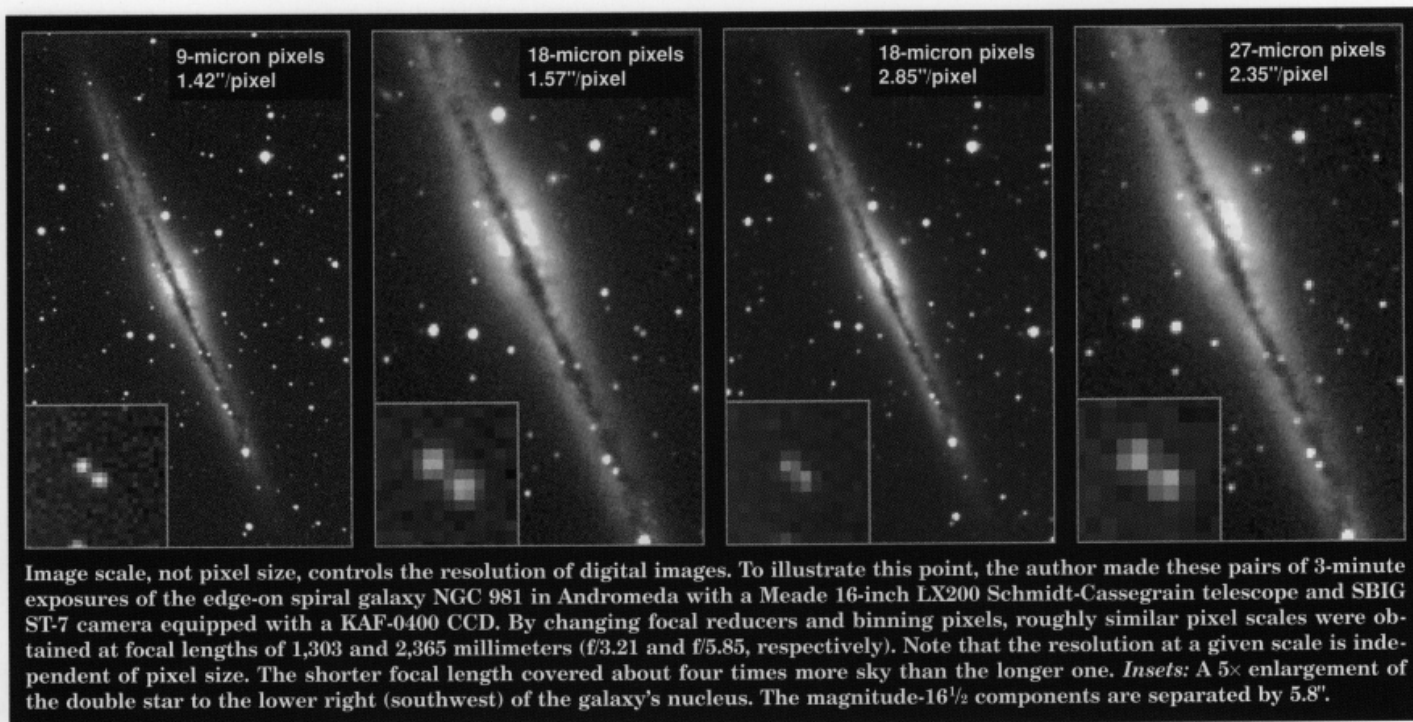 9-micron pixels
1.42"/pixel
18-micron pixels
1.57"/pixel
18-micron pixels
2.85"/pixel
27-micron pixels
2.35"/pixel
Image scale, not pixel size, controls the resolution of digital images. To illustrate this point, the author made these pairs of 3-minute
exposures of the edge-on spiral galaxy NGC 981 in Andromeda with a Meade 16-inch LX200 Schmidt-Cassegrain telescope and SBIG
ST-7 camera equipped with a KAF-0400 CCD. By changing focal reducers and binning pixels, roughly similar pixel scales were ob-
tained at focal lengths of 1,303 and 2,365 millimeters (f/3.21 and f/5.85, respectively). Note that the resolution at a given scale is inde-
pendent of pixel size. The shorter focal length covered about four times more sky than the longer one. Insets: A 5× enlargement of
the double star to the lower right (southwest) of the galaxy's nucleus. The magnitude-16½ components are separated by 5.8".